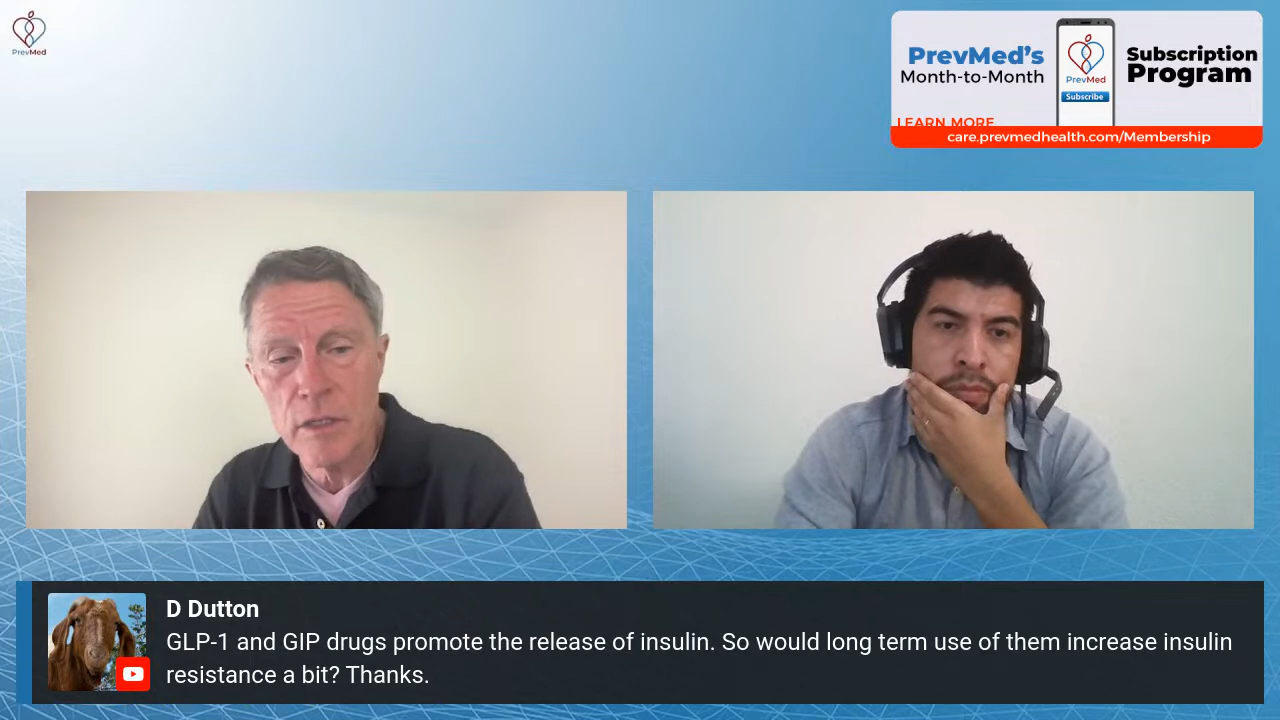 PrevMed
PrevMed's
Month-to-Month
PrevMed
Subscribe
Subscription
Program
LEARN MORE
care.prevmedhealth.com/Membership
D Dutton
GLP-1 and GIP drugs promote the release of insulin. So would long term use of them increase insulin
resistance a bit? Thanks.